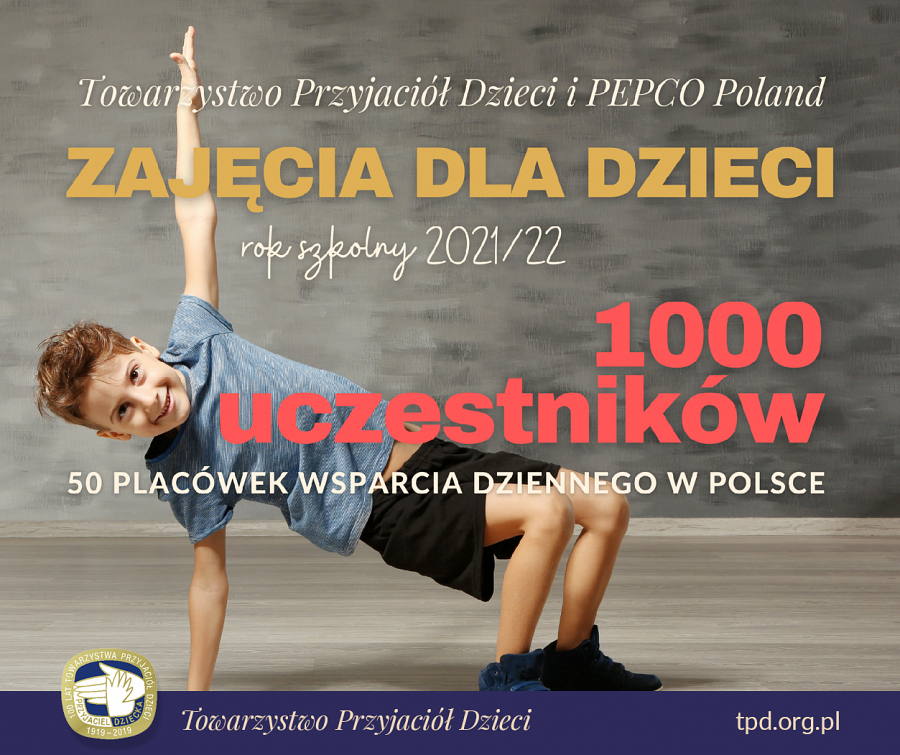 Towarzystwo Przyjaciół Dzieci i PEPCO Poland
ZAJĘCIA DLA DZIECI
rok szkolny 2021/22
1000
uczestników
50 PLACÓWEK WSPARCIA DZIENNEGO W POLSCE
100 LAT TOWARZYSTWA PRZYJACIÓŁ DZIECI
PRZYJACIEL DZIECKA
1919-2019
Towarzystwo Przyjaciół Dzieci
tpd.org.pl